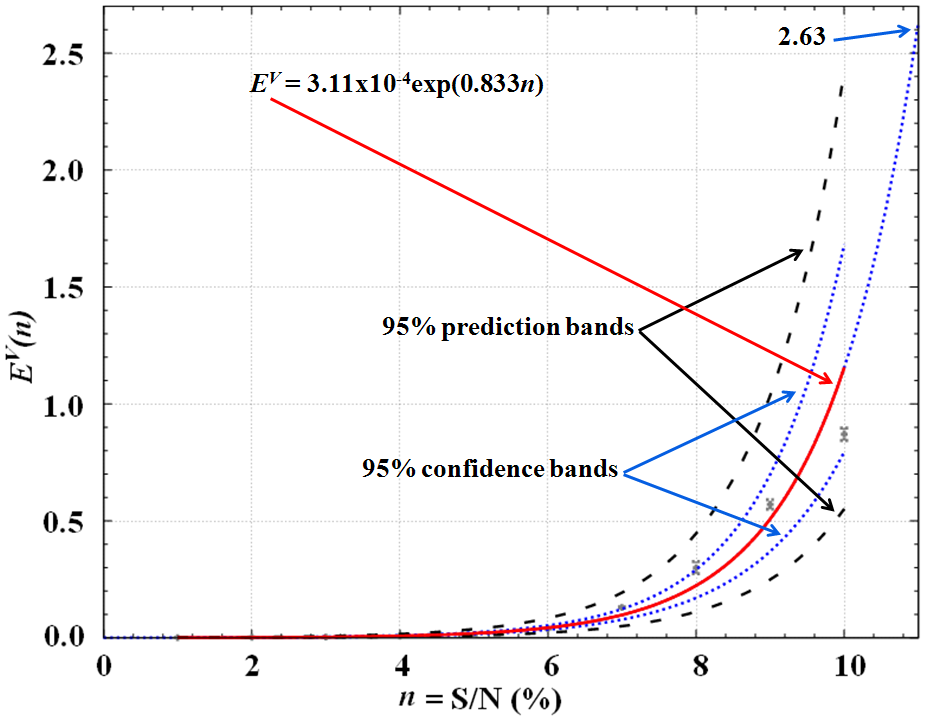 2.5
2.63
E^V = 3.11x10^-4exp(0.833n)
2.0
1.5
95% prediction bands
E^V(n)
1.0
95% confidence bands
0.5
0.0
0 2 4 6 8 10
n = S/N (%)